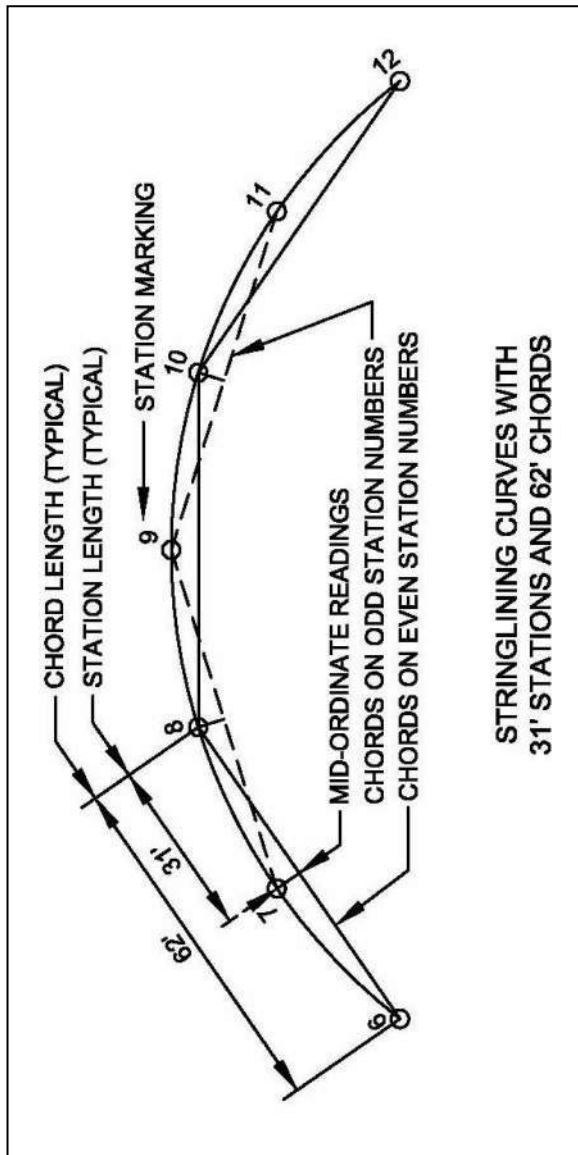 CHORD LENGTH (TYPICAL)
STATION LENGTH (TYPICAL)
STATION MARKING
62'
31'
6
7
8
9
10
11
12
MID-ORDINATE READINGS
CHORDS ON ODD STATION NUMBERS
CHORDS ON EVEN STATION NUMBERS
STRINGLINING CURVES WITH
31' STATIONS AND 62' CHORDS